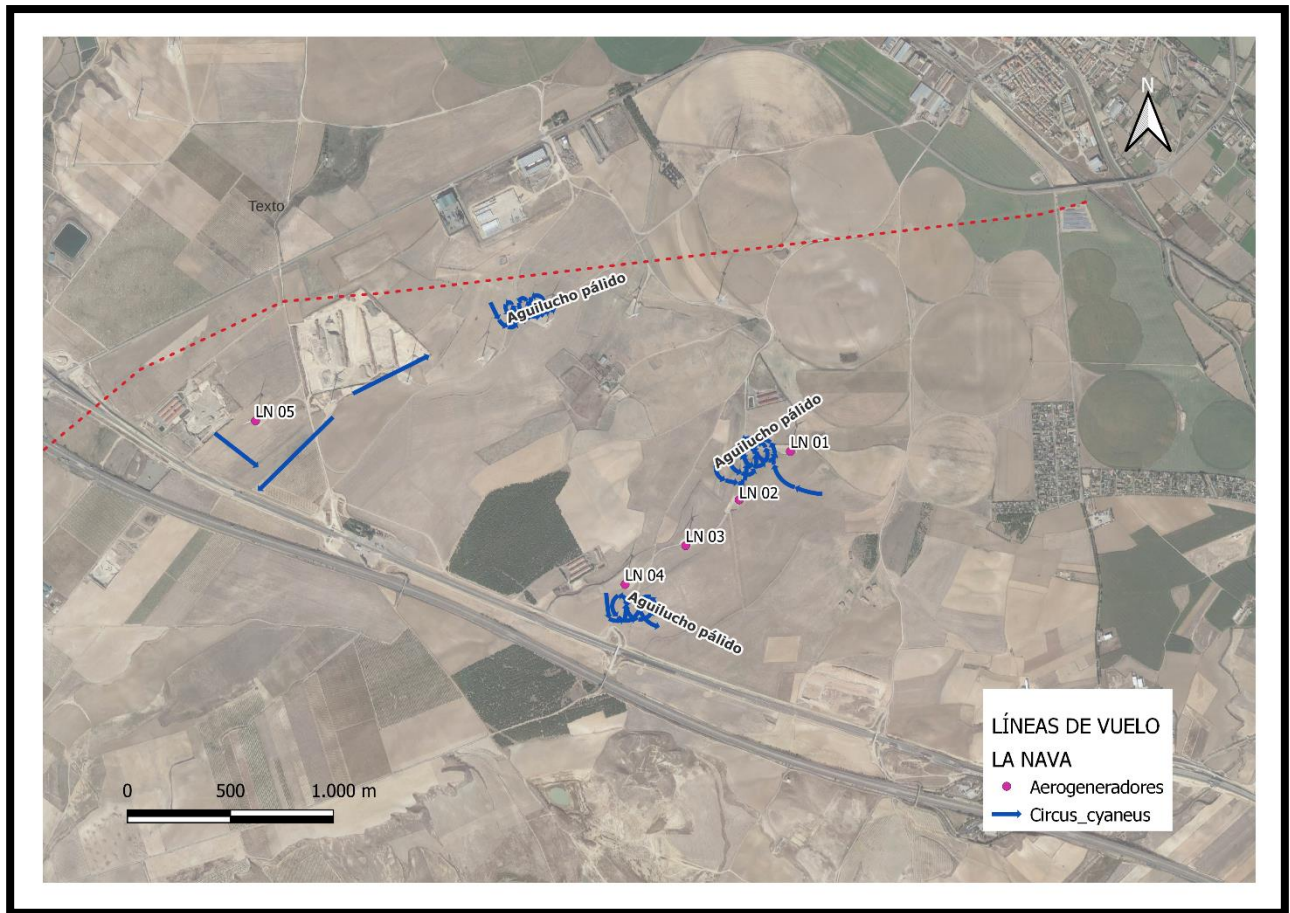 N
Texto
Aguilucho pálido
LN 05
Aguilucho pálido
LN 01
LN 02
LN 03
LN 04
Aguilucho pálido
LÍNEAS DE VUELO
LA NAVA
Aerogeneradores
Circus_cyaneus
0 500 1.000 m